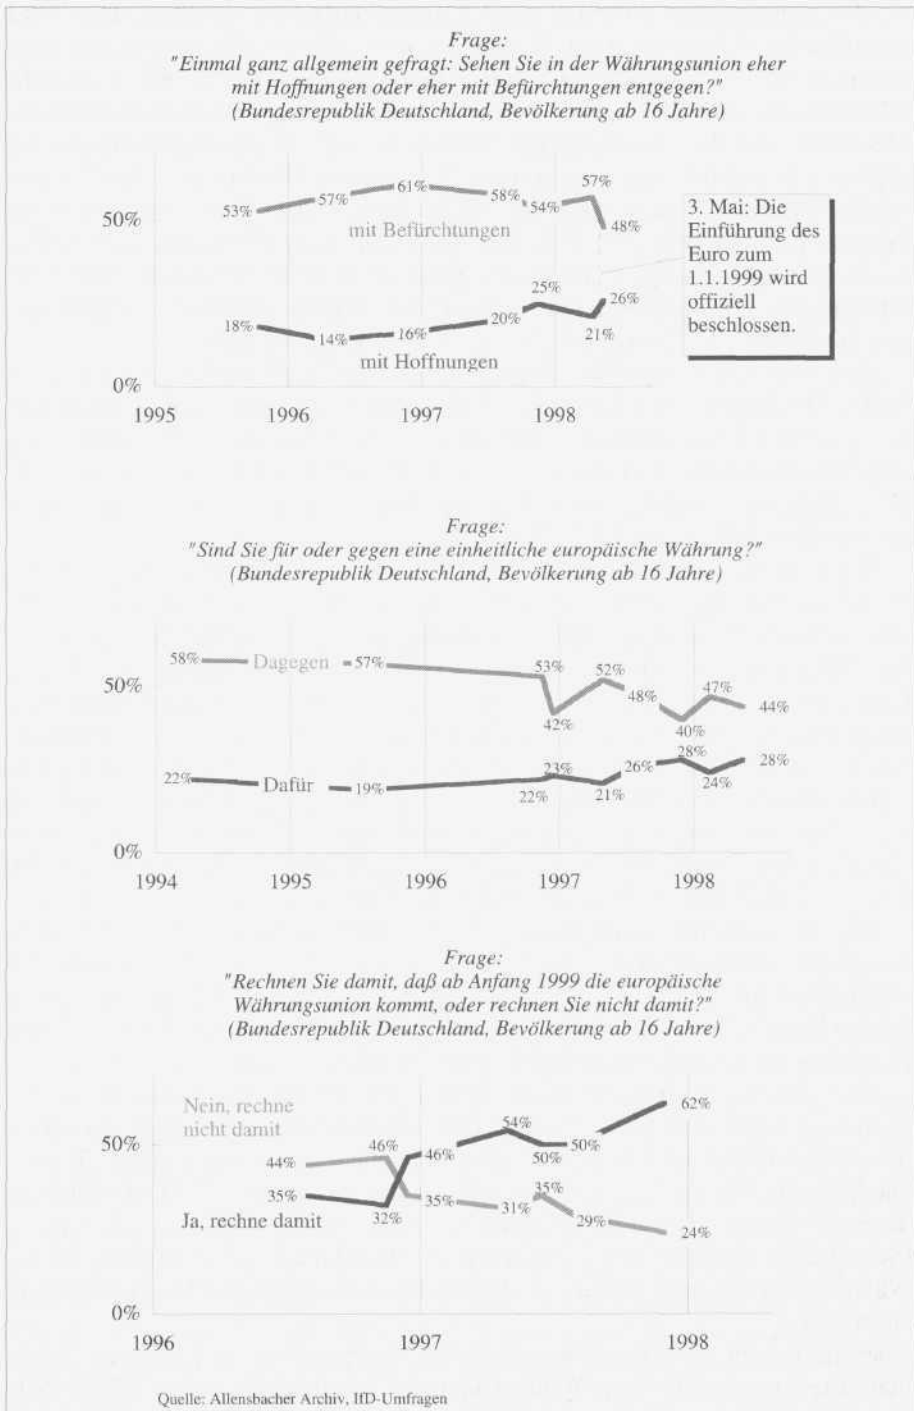 Frage:
"Einmal ganz allgemein gefragt: Sehen Sie in der Währungsunion eher
mit Hoffnungen oder eher mit Befürchtungen entgegen?"
(Bundesrepublik Deutschland, Bevölkerung ab 16 Jahre)
53% 57% 61% 58% 54% 57% 48%
50%
mit Befürchtungen
3. Mai: Die
Einführung des
Euro zum
1.1.1999 wird
offiziell
beschlossen.
18% 14% 16% 20% 25% 21% 26%
mit Hoffnungen
0%
1995 1996 1997 1998
Frage:
"Sind Sie für oder gegen eine einheitliche europäische Währung?"
(Bundesrepublik Deutschland, Bevölkerung ab 16 Jahre)
58% Dagegen 57% 53% 42% 52% 48% 40% 47% 44%
50%
22% Dafür 19% 22% 23% 21% 26% 28% 24% 28%
0%
1994 1995 1996 1997 1998
Frage:
"Rechnen Sie damit, daß ab Anfang 1999 die europäische
Währungsunion kommt, oder rechnen Sie nicht damit?"
(Bundesrepublik Deutschland, Bevölkerung ab 16 Jahre)
Nein, rechne
nicht damit
50%
44% 46% 35% 31% 35% 29% 24%
35% 32% 46% 54% 50% 50% 62%
Ja, rechne damit
0%
1996 1997 1998
Quelle: Allensbacher Archiv, IfD-Umfragen